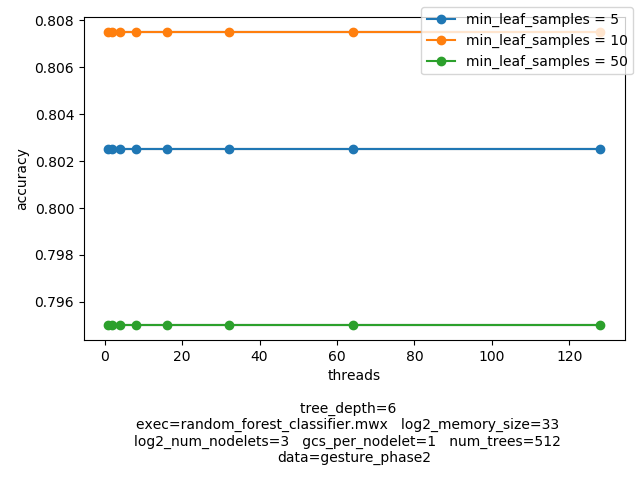 0.808
0.806
0.804
0.802
0.800
0.798
0.796
accuracy
min_leaf_samples = 5
min_leaf_samples = 10
min_leaf_samples = 50
0 20 40 60 80 100 120
threads
tree_depth=6
exec=random_forest_classifier.mwx log2_memory_size=33
log2_num_nodelets=3 gcs_per_nodelet=1 num_trees=512
data=gesture_phase2